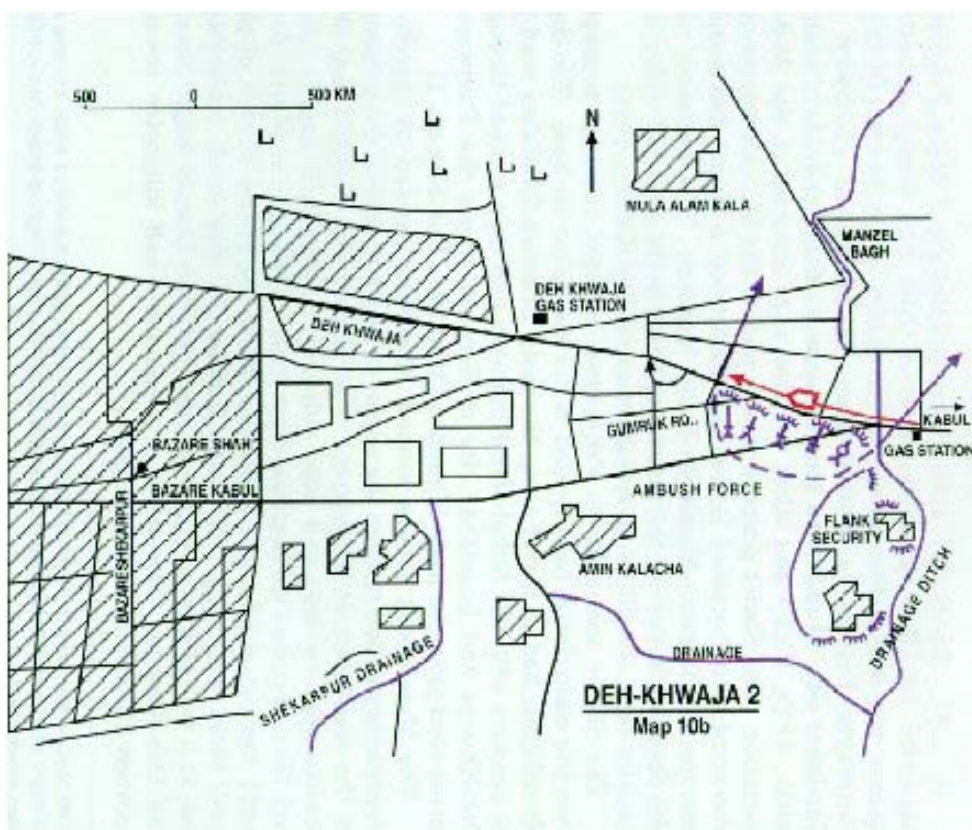 500 0 500 KM
N
MULA ALAM KALA
MANZEL
BAGH
DEH KHWAJA
GAS STATION
DEH KHWAJA
GUMRUK RD..
KABUL
GAS STATION
BAZARE SHAH
BAZARE KABUL
BAZARESHEKARPUR
AMBUSH FORCE
FLANK
SECURITY
AMIN KALACHA
DRAINAGE DITCH
SHEKARPUR DRAINAGE
DRAINAGE
DEH-KHWAJA 2
Map 10b